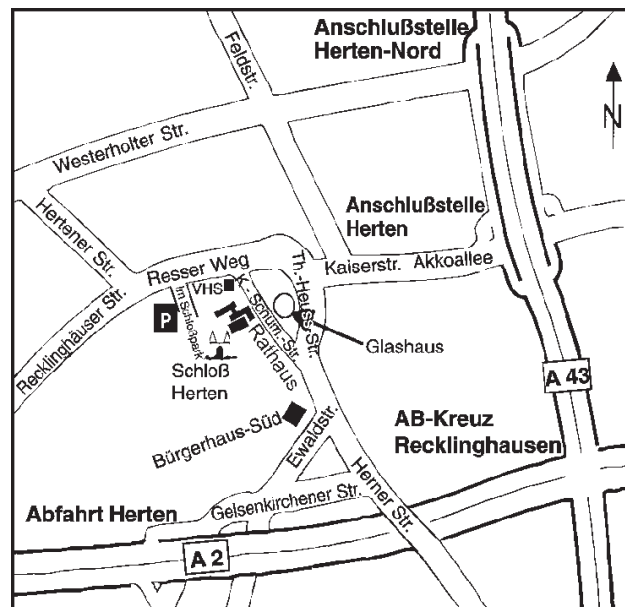 Anschlußstelle
Herten-Nord
Feldstr.
N
Westerholter Str.
Hertener Str.
Anschlußstelle
Herten
Resser Weg
Th.-Heuss-Str.
Kaiserstr. Akkoallee
VHS
K.-Schum.-Str.
Im Schloßpark
P
Recklinghäuser Str.
Rathaus
Glashaus
Schloß
Herten
A 43
Bürgerhaus-Süd
Ewaldstr.
AB-Kreuz
Recklinghausen
Herner Str.
Gelsenkirchener Str.
Abfahrt Herten
A 2